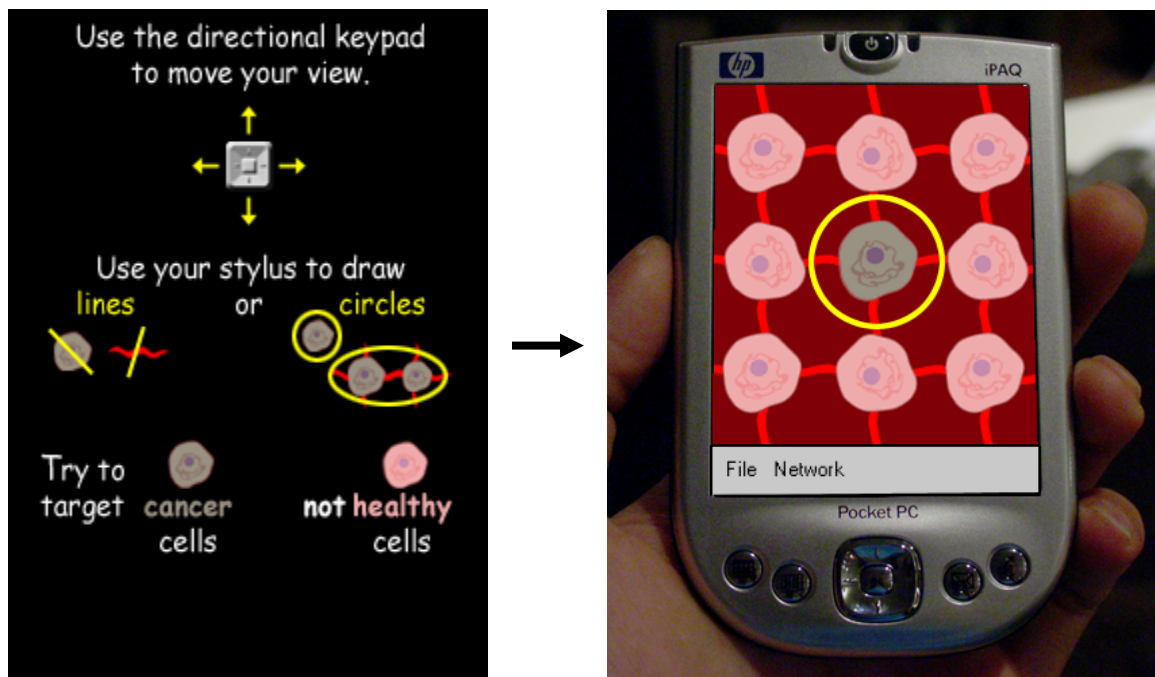 Use the directional keypad
to move your view.
Use your stylus to draw
lines or circles
Try to
target cancer
cells
not healthy
cells
hp
iPAQ
File Network
Pocket PC